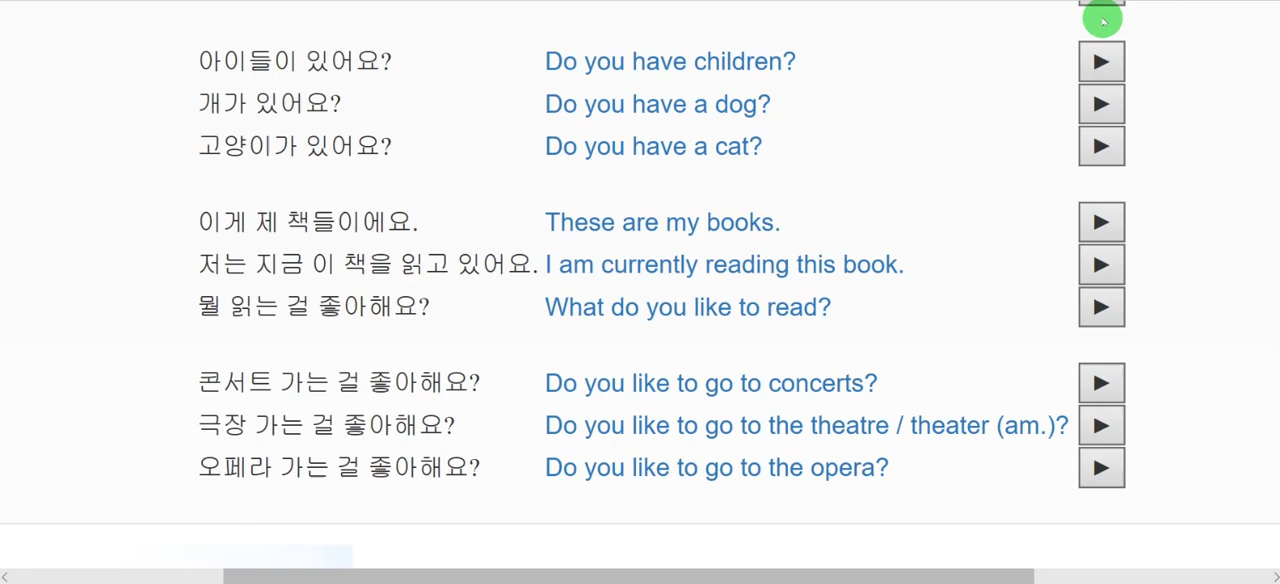 아이들이 있어요? Do you have children?
개가 있어요? Do you have a dog?
고양이가 있어요? Do you have a cat?
이게 제 책들이에요. These are my books.
저는 지금 이 책을 읽고 있어요. I am currently reading this book.
뭘 읽는 걸 좋아해요? What do you like to read?
콘서트 가는 걸 좋아해요? Do you like to go to concerts?
극장 가는 걸 좋아해요? Do you like to go to the theatre / theater (am.)?
오페라 가는 걸 좋아해요? Do you like to go to the opera?